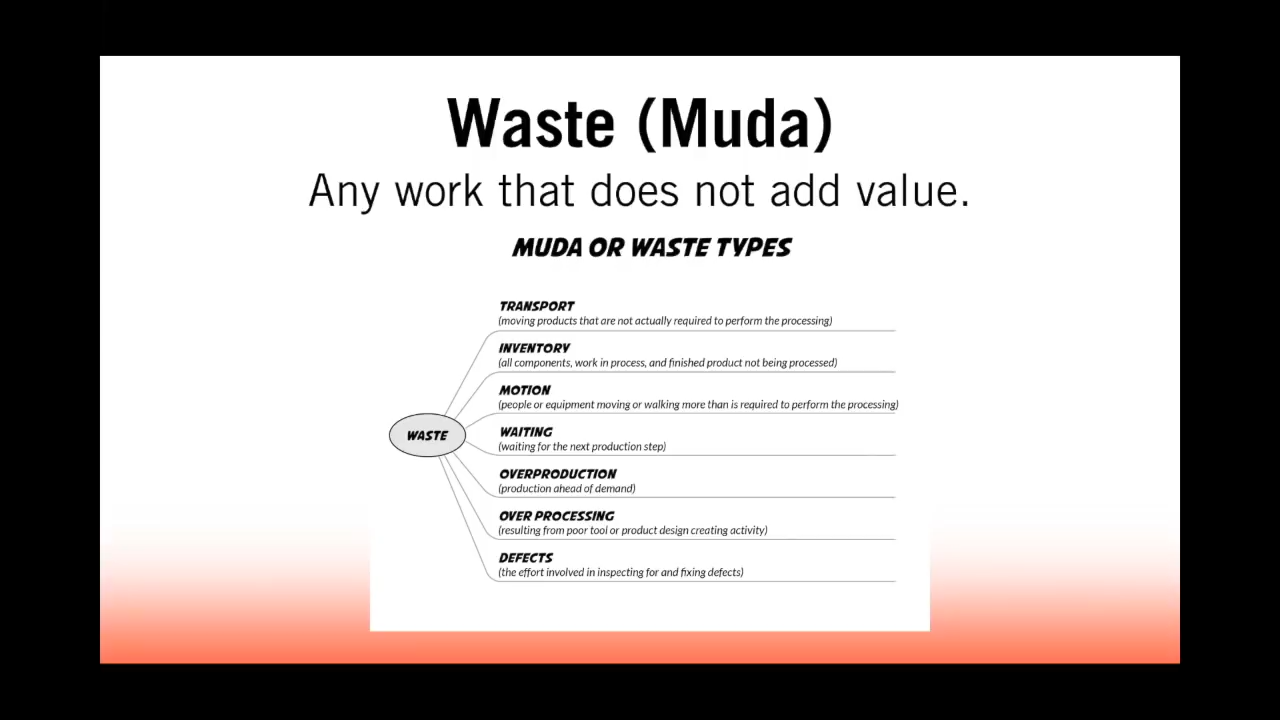 Waste (Muda)
Any work that does not add value.
MUDA OR WASTE TYPES
TRANSPORT
(moving products that are not actually required to perform the processing)
INVENTORY
(all components, work in process, and finished product not being processed)
MOTION
(people or equipment moving or walking more than is required to perform the processing)
WAITING
(waiting for the next production step)
WASTE
OVERPRODUCTION
(production ahead of demand)
OVER PROCESSING
(resulting from poor tool or product design creating activity)
DEFECTS
(the effort involved in inspecting for and fixing defects)